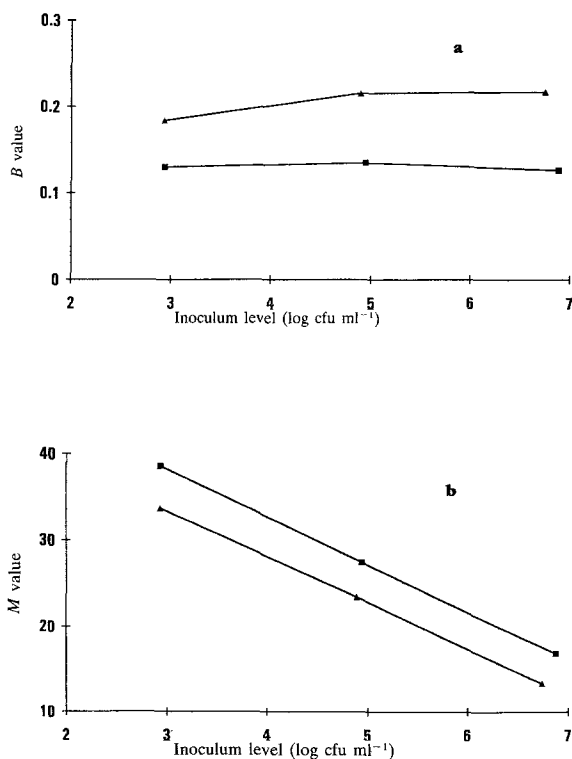 0.3
a
0.2
B value
0.1
0
2 3 4 5 6 7
Inoculum level (log cfu ml⁻¹)
40
b
30
M value
20
10
2 3 4 5 6 7
Inoculum level (log cfu ml⁻¹)